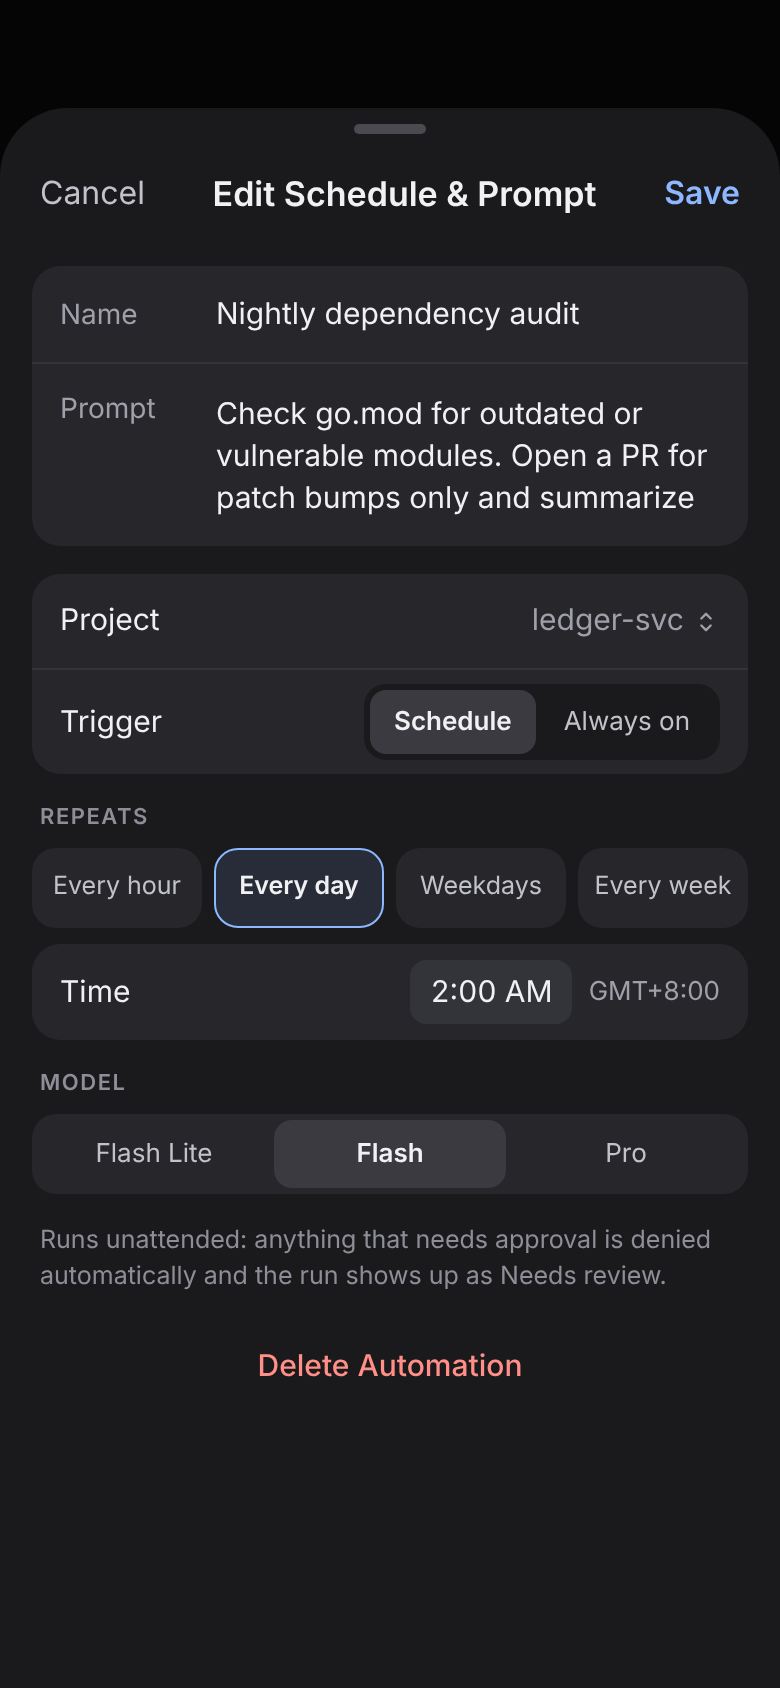 Cancel
Edit Schedule & Prompt
Save
Name
Nightly dependency audit
Prompt
Check go.mod for outdated or
vulnerable modules. Open a PR for
patch bumps only and summarize
Project
ledger-svc
Trigger
Schedule
Always on
REPEATS
Every hour
Every day
Weekdays
Every week
Time
2:00 AM
GMT+8:00
MODEL
Flash Lite
Flash
Pro
Runs unattended: anything that needs approval is denied
automatically and the run shows up as Needs review.
Delete Automation